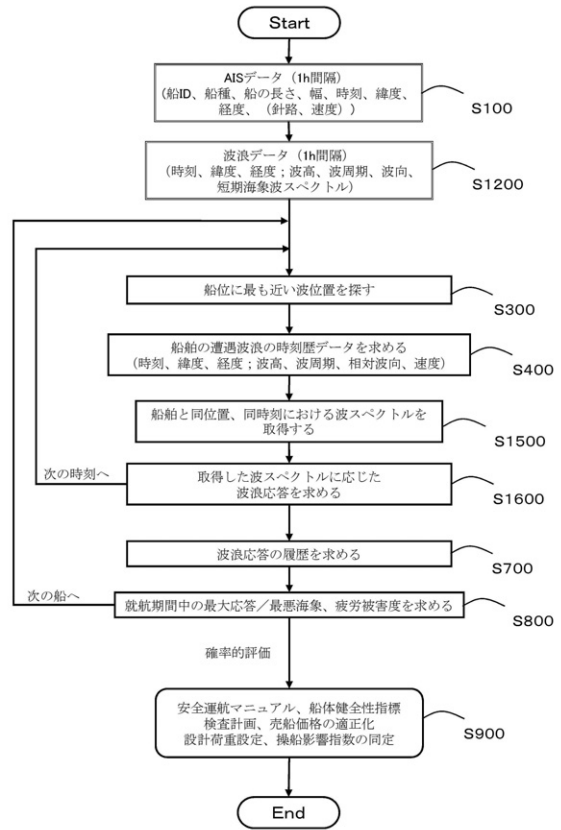 Start
AISデータ（1h間隔）
（船ID、船種、船の長さ、幅、時刻、緯度、
経度、（針路、速度））
S100
波浪データ（1h間隔）
（時刻、緯度、経度；波高、波周期、波向、
短期海象波スペクトル）
S1200
船位に最も近い波位置を探す
S300
船舶の遭遇波浪の時刻歴データを求める
（時刻、緯度、経度；波高、波周期、相対波向、速度）
S400
船舶と同位置、同時刻における波スペクトルを
取得する
S1500
次の時刻へ
取得した波スペクトルに応じた
波浪応答を求める
S1600
波浪応答の履歴を求める
S700
次の船へ
就航期間中の最大応答／最悪海象、疲労被害度を求める
S800
確率的評価
安全運航マニュアル、船体健全性指標
検査計画、売船価格の適正化
設計荷重設定、操船影響指数の同定
S900
End